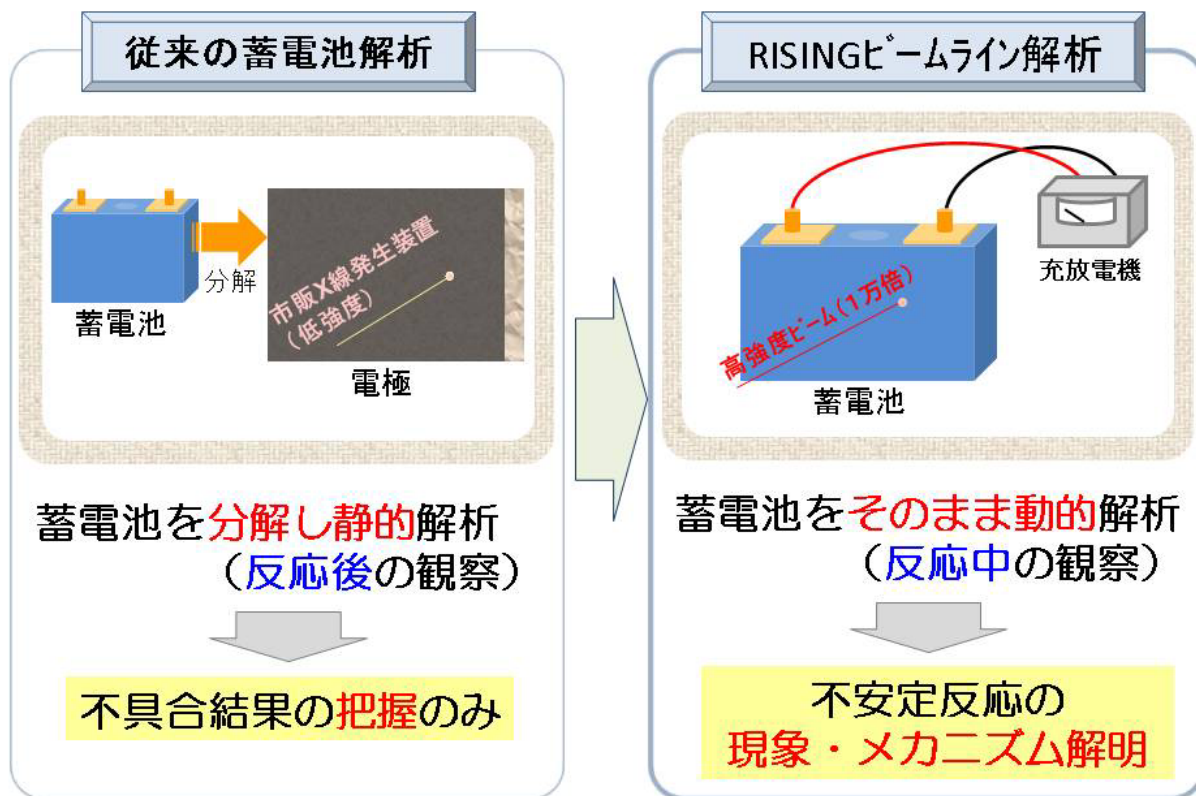 従来の蓄電池解析
分解
蓄電池
市販X線発生装置
(低強度)
電極
蓄電池を分解し静的解析
(反応後の観察)
不具合結果の把握のみ
RISINGビームライン解析
充放電機
高強度ビーム(1万倍)
蓄電池
蓄電池をそのまま動的解析
(反応中の観察)
不安定反応の
現象・メカニズム解明